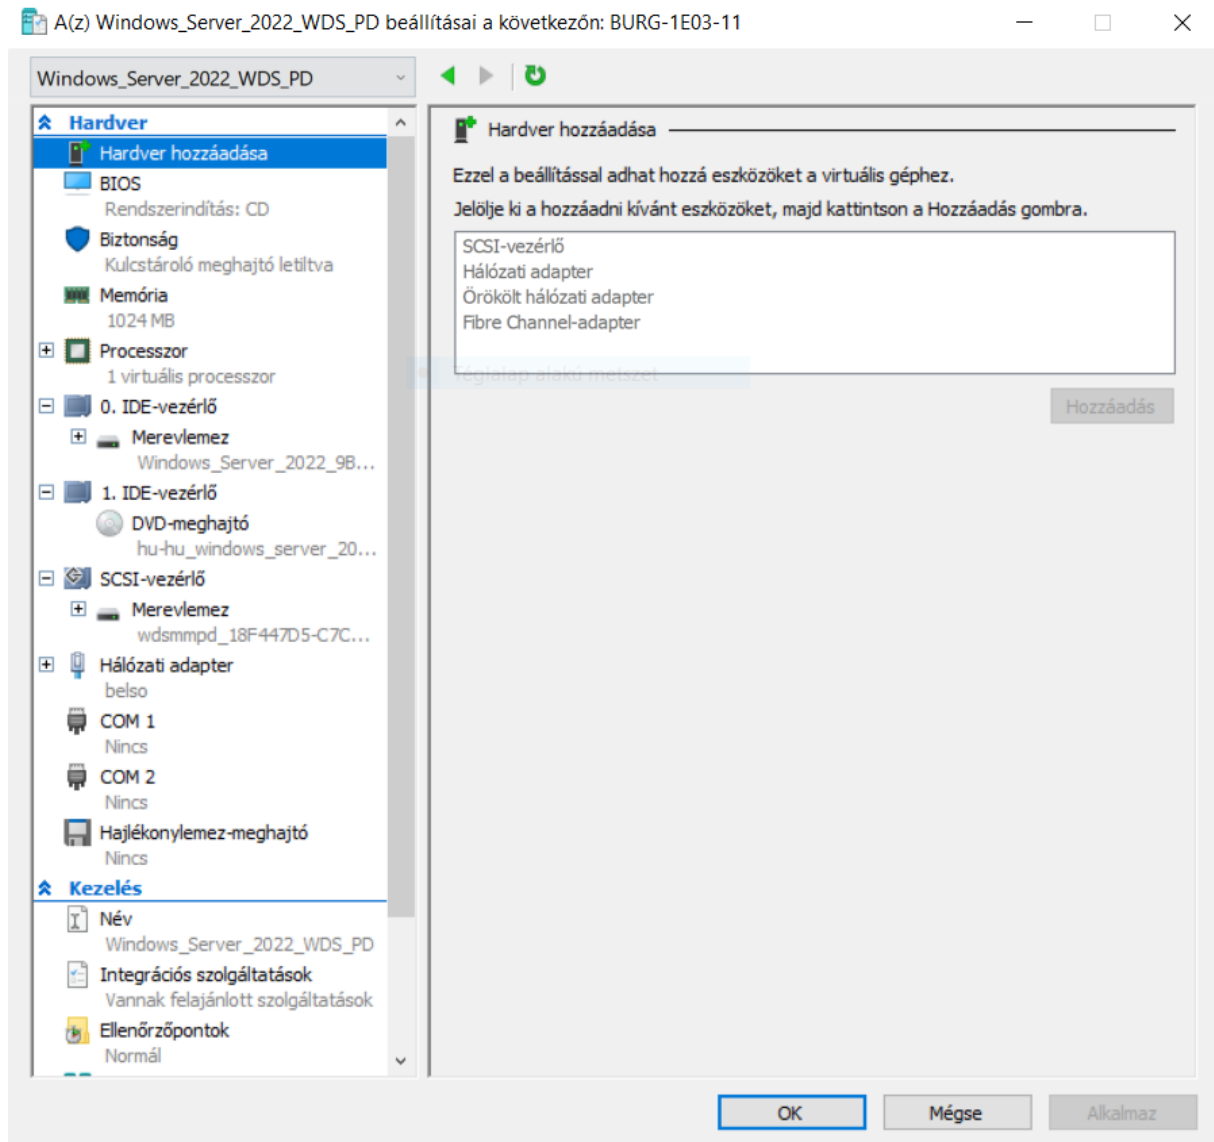 A(z) Windows_Server_2022_WDS_PD beállításai a következőn: BURG-1E03-11
Windows_Server_2022_WDS_PD
Hardver
Hardver hozzáadása
BIOS
Rendszerindítás: CD
Biztonság
Kulcstároló meghajtó letiltva
Memória
1024 MB
Processzor
1 virtuális processzor
0. IDE-vezérlő
Merevlemez
Windows_Server_2022_9B...
1. IDE-vezérlő
DVD-meghajtó
hu-hu_windows_server_20...
SCSI-vezérlő
Merevlemez
wdsmmpd_18F447D5-C7C...
Hálózati adapter
belso
COM 1
Nincs
COM 2
Nincs
Hajlékonylemez-meghajtó
Nincs
Kezelés
Név
Windows_Server_2022_WDS_PD
Integrációs szolgáltatások
Vannak felajánlott szolgáltatások
Ellenőrzőpontok
Normál
Hardver hozzáadása
Ezzel a beállítással adhat hozzá eszközöket a virtuális géphez.
Jelölje ki a hozzáadni kívánt eszközöket, majd kattintson a Hozzáadás gombra.
SCSI-vezérlő
Hálózati adapter
Örökölt hálózati adapter
Fibre Channel-adapter
Téglalap alakú metszet
Hozzáadás
OK
Mégse
Alkalmaz